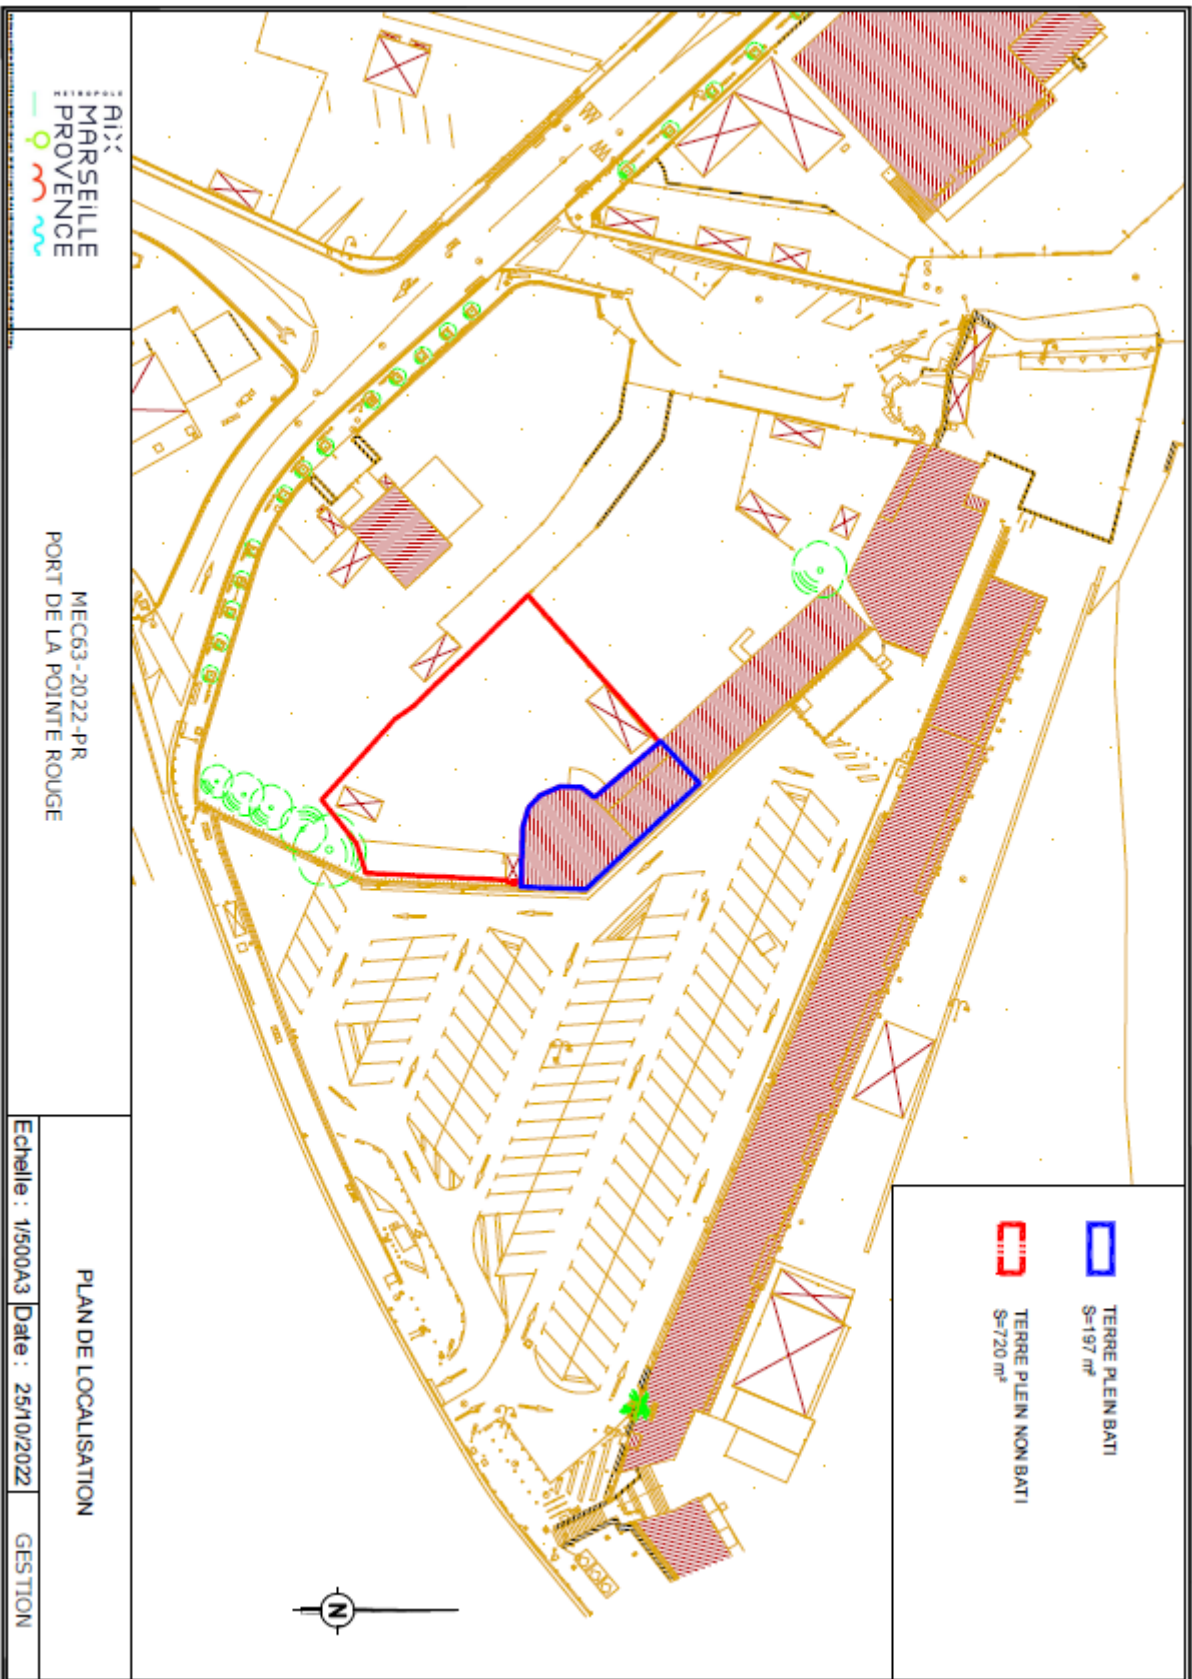 TERRE PLEIN BATI
S=197 m²
TERRE PLEIN NON BATI
S=720 m²
N
METROPOLE
AiX
MARSEiLLE
PROVENCE
MEC63-2022-PR
PORT DE LA POINTE ROUGE
PLAN DE LOCALISATION
Echelle : 1/500A3
Date : 25/10/2022
GESTION